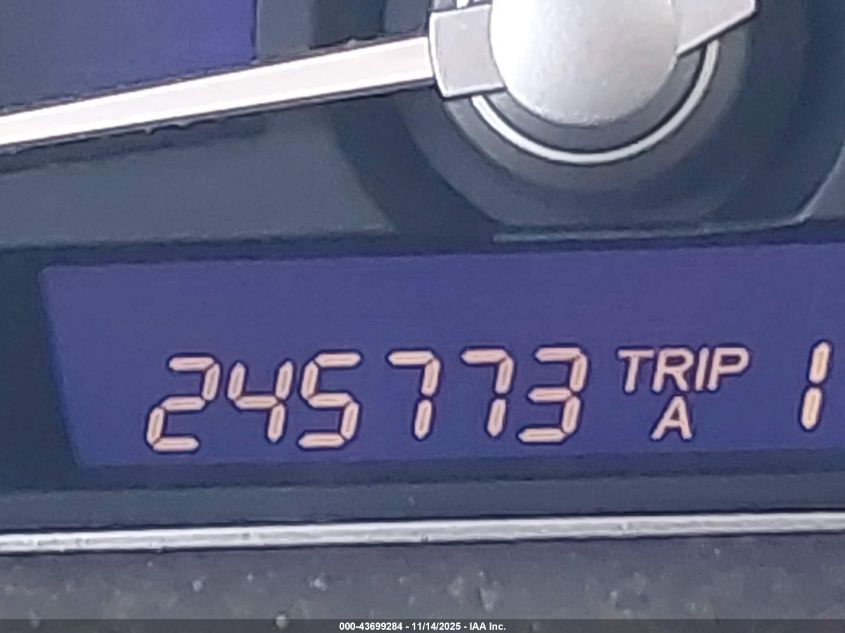 245773 TRIP 1
A
000-43699284 - 11/14/2025 - IAA Inc.